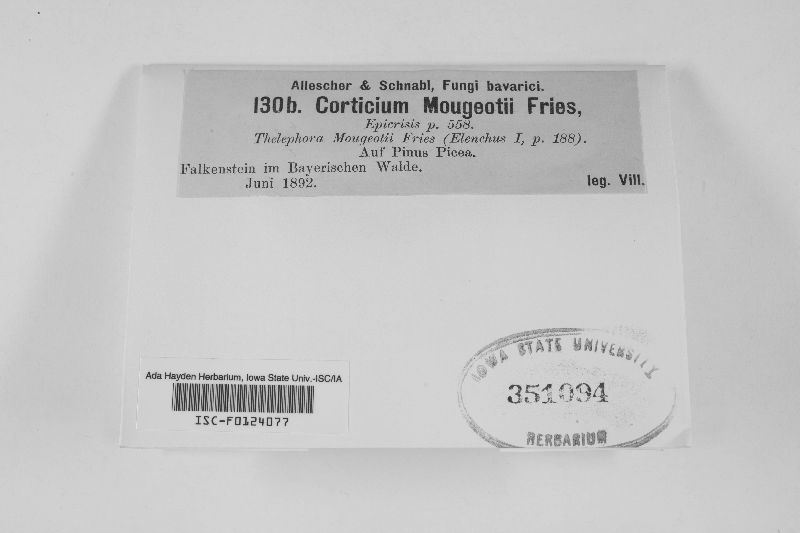 Allescher & Schnabl, Fungi bavarici.
130b. Corticium Mougeotii Fries,
Epicrisis p. 558.
Thelephora Mougeotii Fries (Elenchus I, p. 188).
Auf Pinus Picea.
Falkenstein im Bayerischen Walde.
Juni 1892.
leg. Vill.
Ada Hayden Herbarium, Iowa State Univ.-ISC/IA
ISC-F0124077
IOWA STATE UNIVERSITY
351094
HERBARIUM